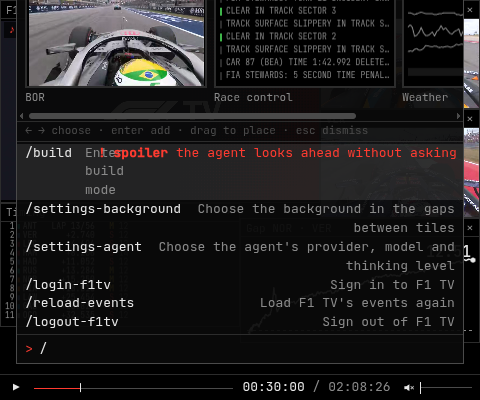 CLEAR IN TRACK SECTOR 3
TRACK SURFACE SLIPPERY IN TRACK S…
CLEAR IN TRACK SECTOR 2
TRACK SURFACE SLIPPERY IN TRACK S…
CAR 87 (BEA) TIME 1:42.992 DELETE…
FIA STEWARDS: 5 SECOND TIME PENAL…
BOR
Race control
Weather
← → choose · enter add · drag to place · esc dismiss
/build Enter build mode
spoiler the agent looks ahead without asking
/settings-background Choose the background in the gaps
between tiles
/settings-agent Choose the agent's provider, model and
thinking level
/login-f1tv Sign in to F1 TV
/reload-events Load F1 TV's events again
/logout-f1tv Sign out of F1 TV
> /
00:30:00 / 02:08:26